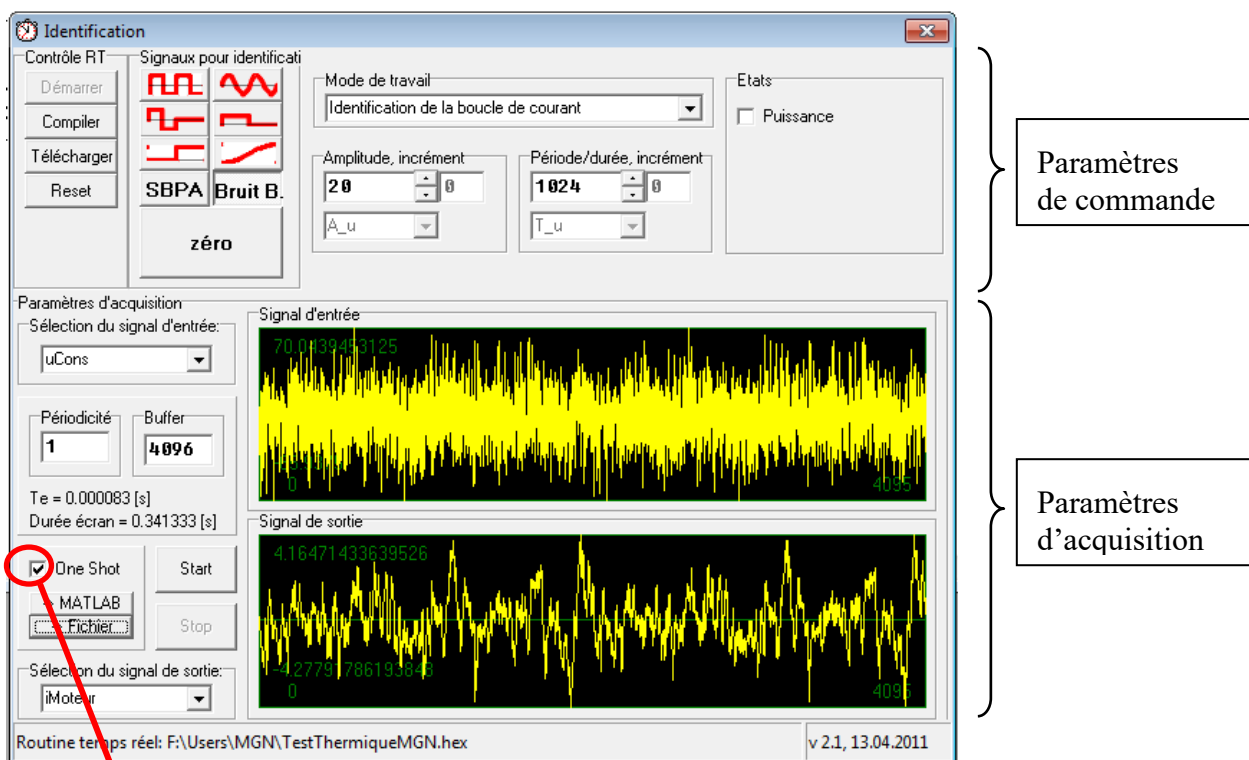 Identification
Contrôle RT
Démarrer
Compiler
Télécharger
Reset
Signaux pour identificati
SBPA
Bruit B.
zéro
Mode de travail
Identification de la boucle de courant
Amplitude, incrément
20
0
A_u
Période/durée, incrément
1024
0
T_u
Etats
Puissance
Paramètres
de commande
Paramètres d'acquisition
Sélection du signal d'entrée:
uCons
Périodicité
1
Buffer
4096
Te = 0.000083 [s]
Durée écran = 0.341333 [s]
One Shot
Start
MATLAB
Fichier
Stop
Sélection du signal de sortie:
iMoteur
Signal d'entrée
70.0439453125
0
4095
Signal de sortie
4.16471433639526
-4.27791786193848
0
4095
Paramètres
d’acquisition
Routine temps réel: F:\Users\MGN\TestThermiqueMGN.hex
v 2.1, 13.04.2011